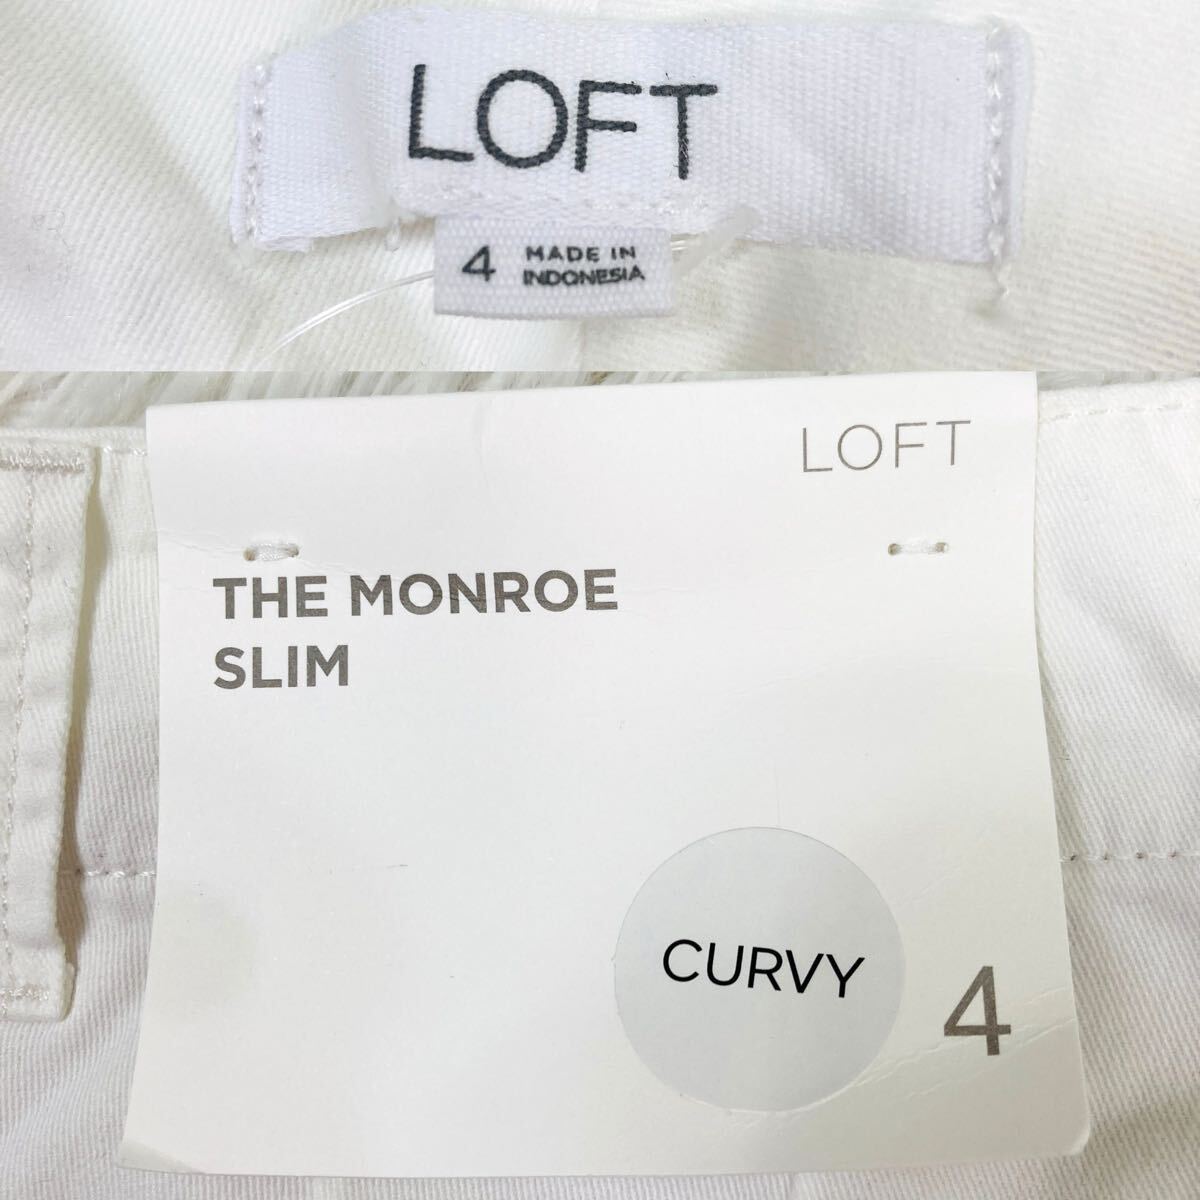 LOFT
4 MADE IN
INDONESIA
LOFT
THE MONROE
SLIM
CURVY
4